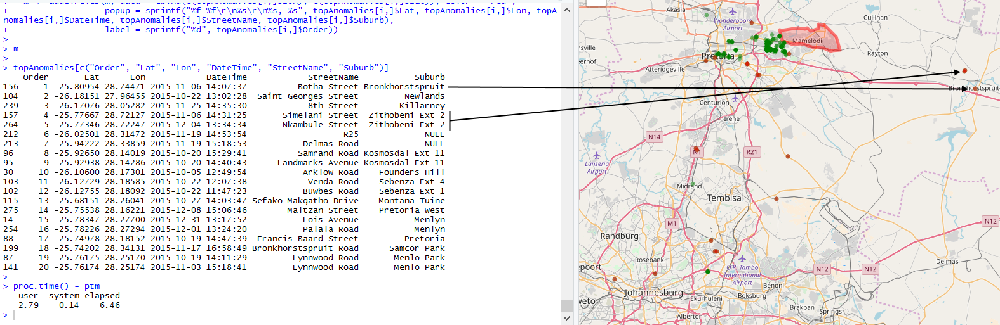 +                     popup = sprintf("%f %f\r\n%s\r\n%s, %s", topAnomalies[i,]$Lat, topAnomalies[i,]$Lon, topA
nomalies[i,]$DateTime, topAnomalies[i,]$StreetName, topAnomalies[i,]$Suburb),
+                     label = sprintf("%d", topAnomalies[i,]$Order))
>
> m
>
> topAnomalies[c("Order", "Lat", "Lon", "DateTime", "StreetName", "Suburb")]
Order Lat Lon DateTime StreetName Suburb
156 1 -25.80954 28.74471 2015-11-06 14:07:37 Botha Street Bronkhorstspruit
104 2 -26.18151 27.96455 2015-10-22 13:02:28 Saint Georges Street Newlands
239 3 -26.17076 28.05282 2015-11-25 14:35:30 8th Street Killarney
157 4 -25.77667 28.72127 2015-11-06 14:31:25 Simelani Street Zithobeni Ext 2
264 5 -25.77346 28.72247 2015-12-04 13:34:34 Nkambule Street Zithobeni Ext 2
212 6 -26.02501 28.31472 2015-11-19 14:53:54 R25 NULL
213 7 -25.94222 28.33859 2015-11-19 15:18:53 Delmas Road NULL
96 8 -25.92650 28.14019 2015-10-20 15:29:41 Samrand Road Kosmosdal Ext 11
95 9 -25.92938 28.14286 2015-10-20 14:40:43 Landmarks Avenue Kosmosdal Ext 11
30 10 -26.10600 28.17301 2015-10-05 12:49:54 Arklow Road Founders Hill
103 11 -26.12729 28.18585 2015-10-22 12:07:38 Venda Road Sebenza Ext 4
102 12 -26.12755 28.18092 2015-10-22 11:47:23 Buwbes Road Sebenza Ext 1
115 13 -25.68151 28.26041 2015-10-27 14:03:47 Sefako Makgatho Drive Montana Tuine
275 14 -25.75538 28.16221 2015-12-08 15:06:46 Maltzan Street Pretoria West
14 15 -25.78347 28.27700 2015-12-31 13:17:52 Lois Avenue Menlyn
254 16 -25.78226 28.27294 2015-12-01 13:24:20 Palala Road Menlyn
88 17 -25.74978 28.18152 2015-10-19 14:47:39 Francis Baard Street Pretoria
199 18 -25.74202 28.34131 2015-11-17 16:58:49 Bronkhorstspruit Road Samcor Park
87 19 -25.76175 28.25170 2015-10-19 14:11:29 Lynnwood Road Menlo Park
141 20 -25.76174 28.25174 2015-11-03 15:18:41 Lynnwood Road Menlo Park
>
> proc.time() - ptm
user system elapsed
2.79 0.14 6.46
>
Akasia
Cullinan
Wonderboom
Airport
Mamelodi
nsville
Rayton
erhof
Pretoria
Atteridgeville
Bronkhorstspruit
Centurion
Irene
N14
N1
R21
Lanseria
Airport
Midrand
Tembisa
M1
N12
Randburg
Rosebank
Delmas
epoort
N12
N12
O.R. Tambo
International
Airport
Benoni
Johannesburg
Boksburg
Ekurhuleni
weto
Brakpan
Springs
Alberton